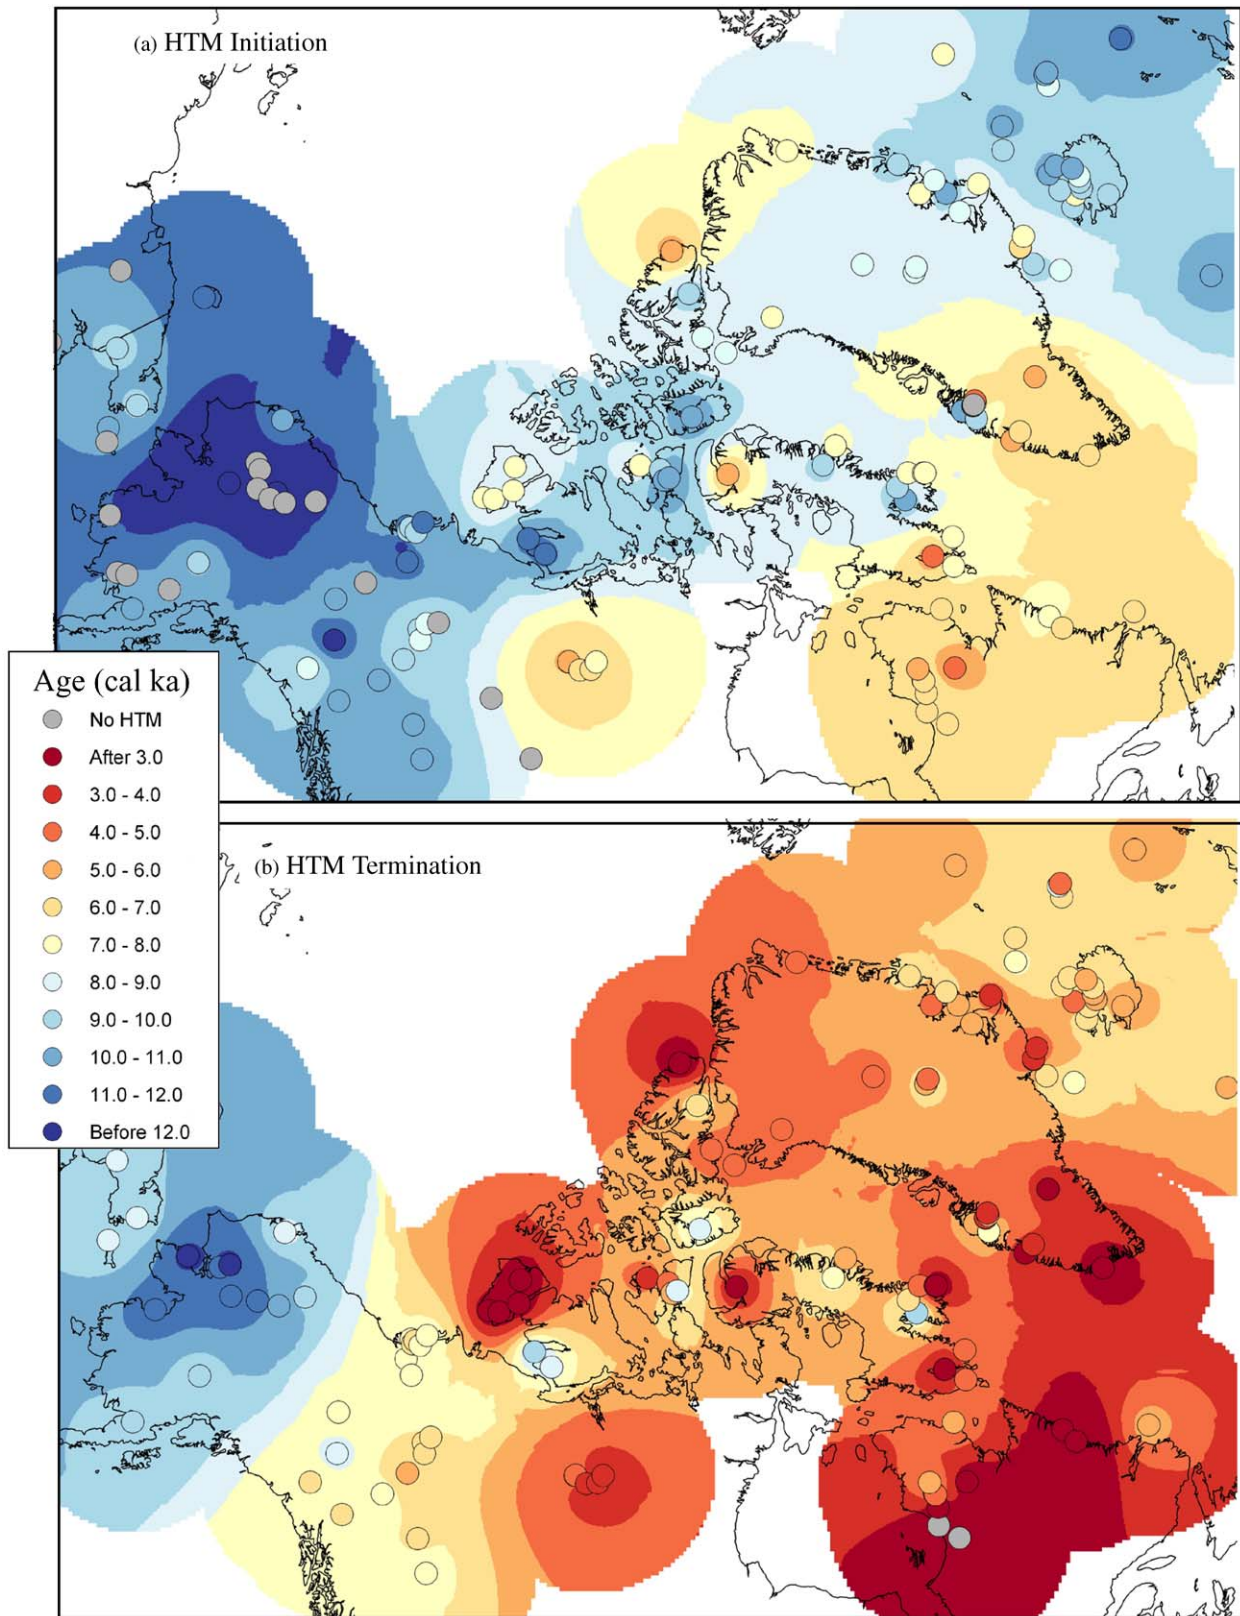 (a) HTM Initiation
Age (cal ka)
No HTM
After 3.0
3.0 - 4.0
4.0 - 5.0
5.0 - 6.0
6.0 - 7.0
7.0 - 8.0
8.0 - 9.0
9.0 - 10.0
10.0 - 11.0
11.0 - 12.0
Before 12.0
(b) HTM Termination